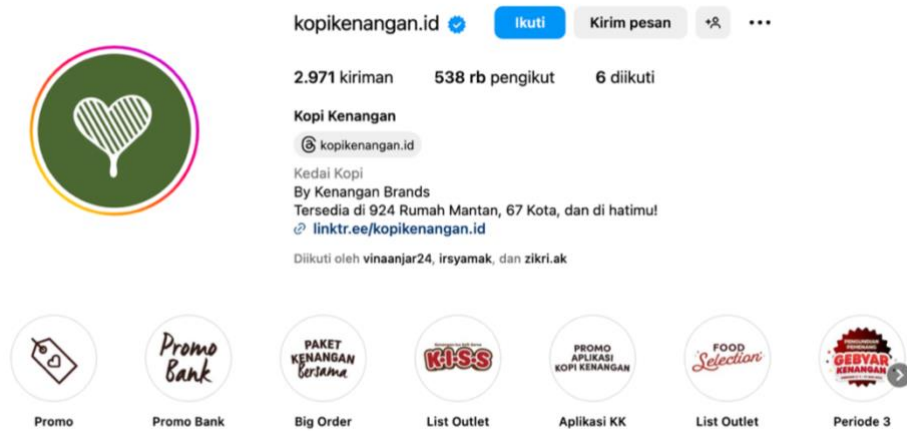 kopikenangan.id
Ikuti
Kirim pesan
2.971 kiriman 538 rb pengikut 6 diikuti
Kopi Kenangan
kopikenangan.id
Kedai Kopi
By Kenangan Brands
Tersedia di 924 Rumah Mantan, 67 Kota, dan di hatimu!
linktr.ee/kopikenangan.id
Diikuti oleh vinaanjar24, irsyamak, dan zikri.ak
Promo
Bank
PAKET
KENANGAN
Bersama
K-I-S-S
PROMO
APLIKASI
KOPI KENANGAN
FOOD
Selection
PENGUNDIAN
PEMENANG
GEBYAR
KENANGAN
Promo Promo Bank Big Order List Outlet Aplikasi KK List Outlet Periode 3